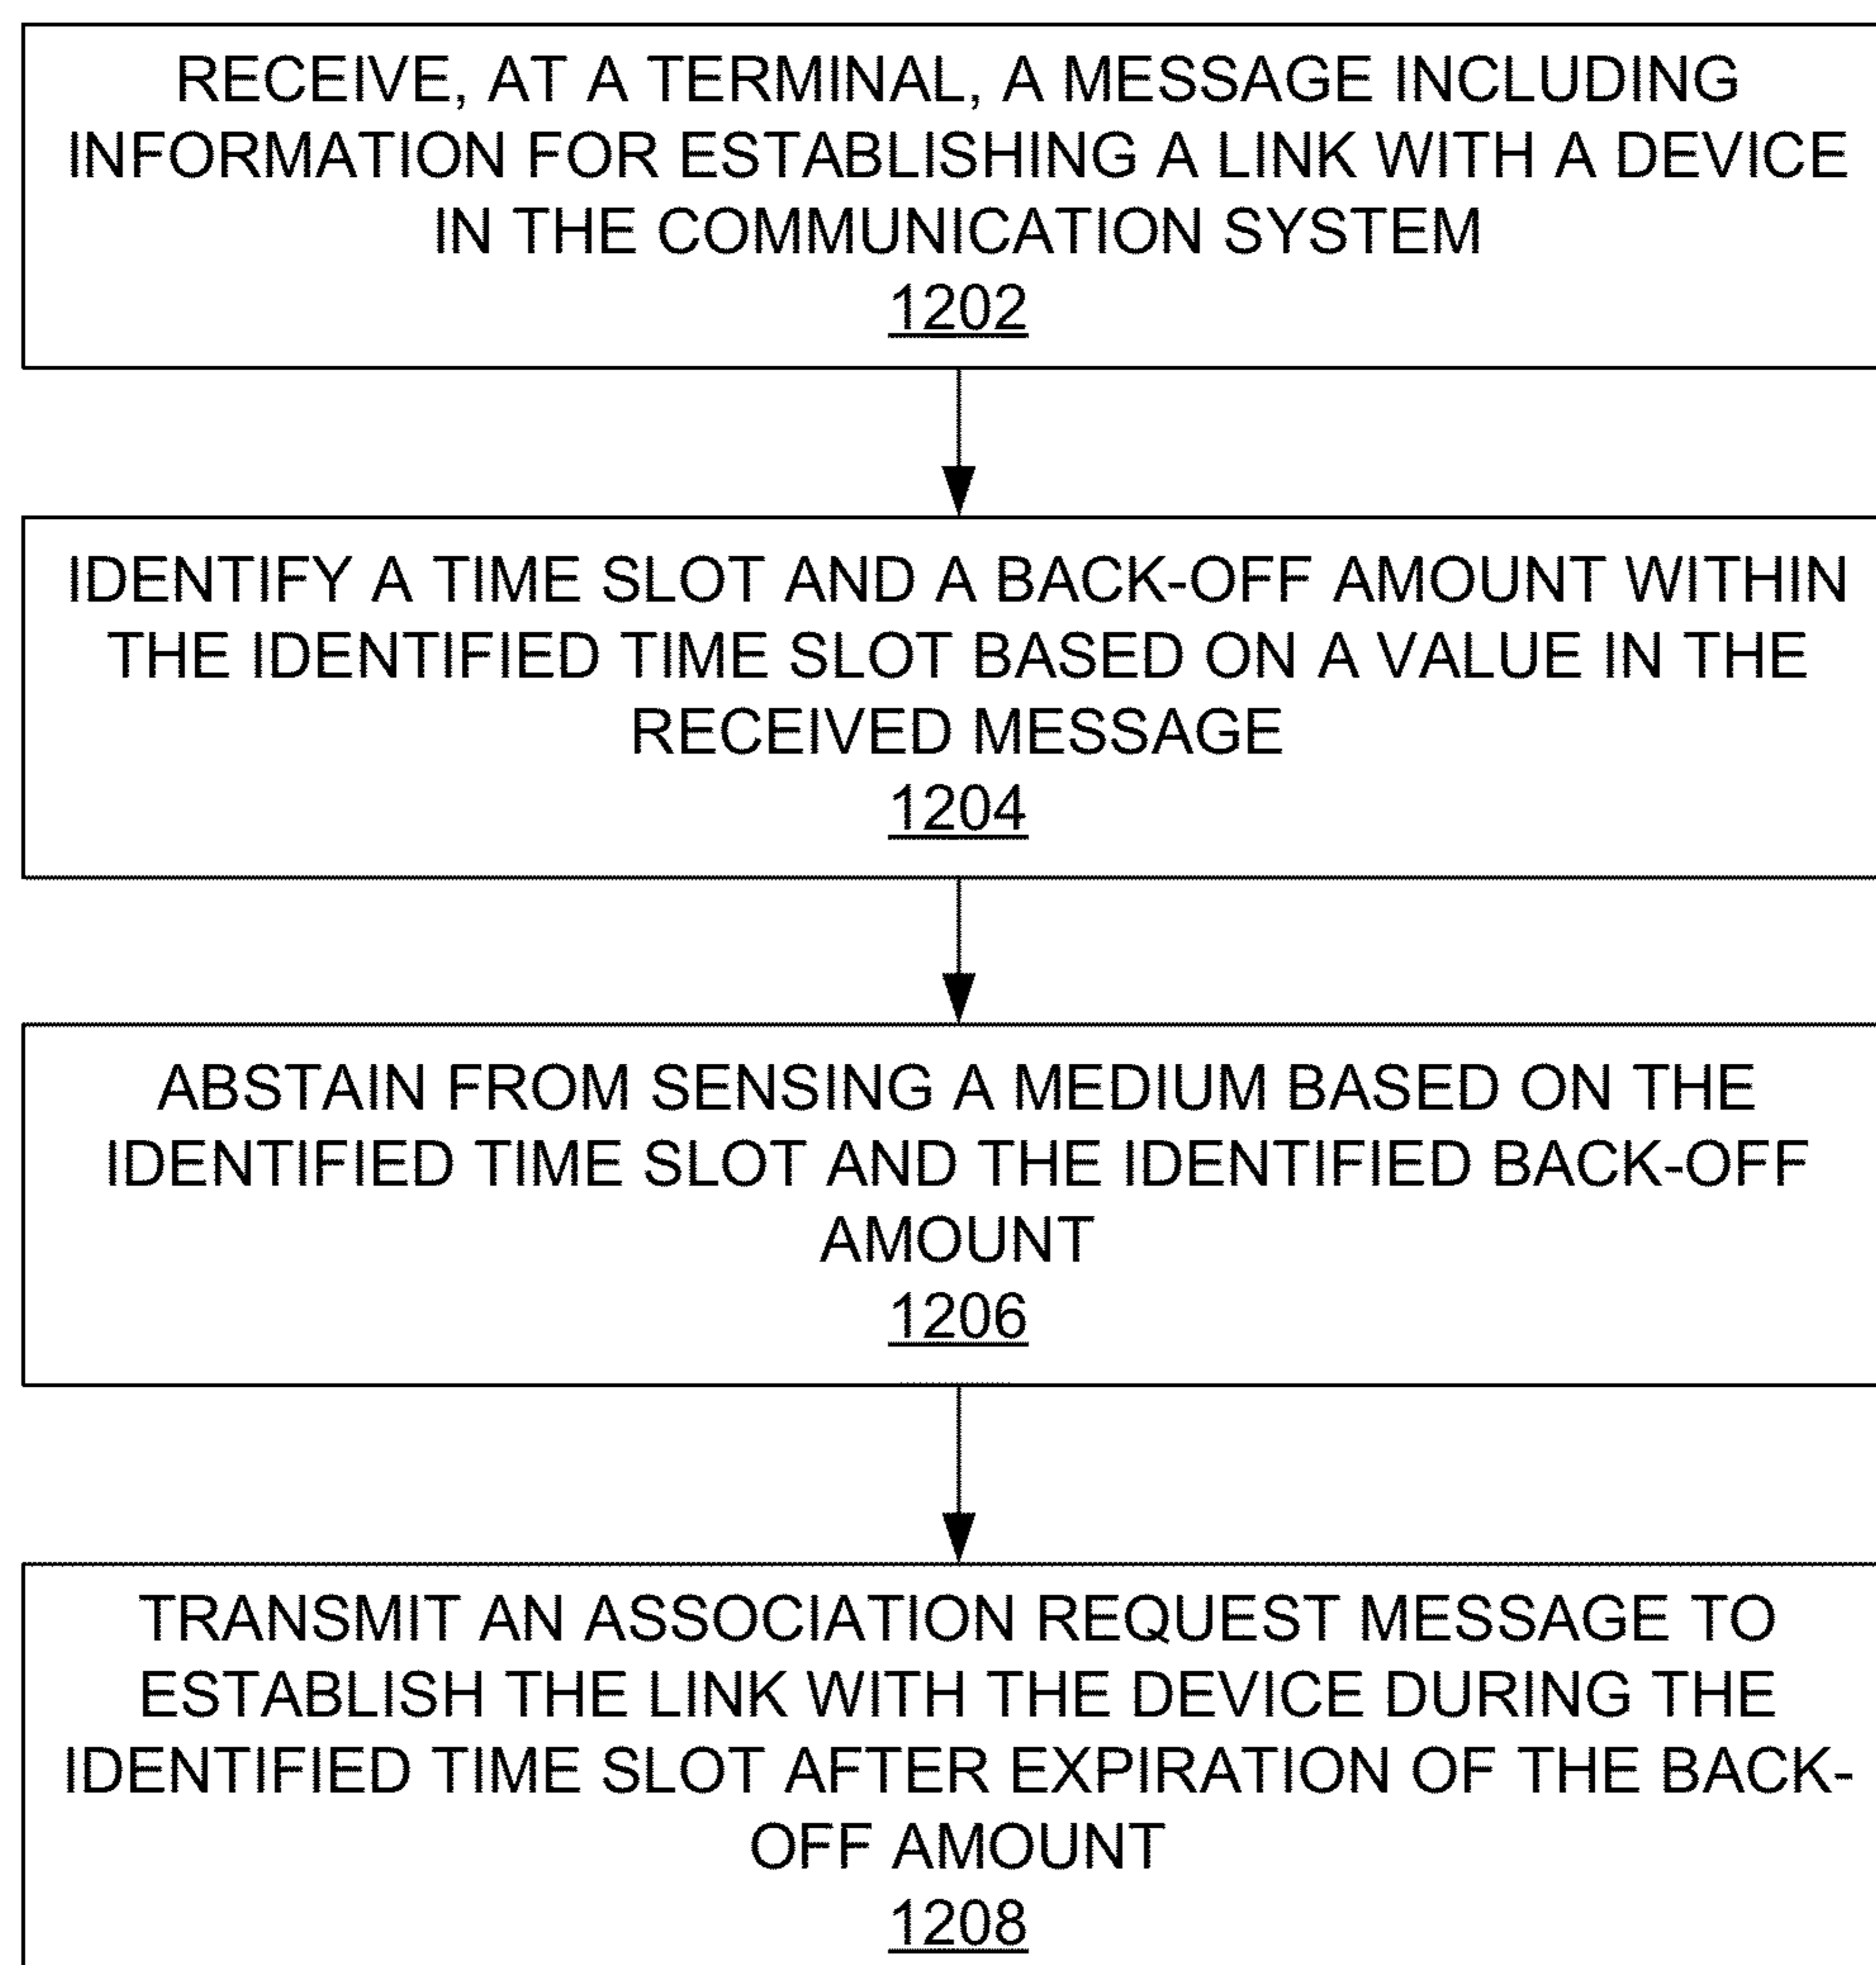 RECEIVE, AT A TERMINAL, A MESSAGE INCLUDING
INFORMATION FOR ESTABLISHING A LINK WITH A DEVICE
IN THE COMMUNICATION SYSTEM
1202
IDENTIFY A TIME SLOT AND A BACK-OFF AMOUNT WITHIN
THE IDENTIFIED TIME SLOT BASED ON A VALUE IN THE
RECEIVED MESSAGE
1204
ABSTAIN FROM SENSING A MEDIUM BASED ON THE
IDENTIFIED TIME SLOT AND THE IDENTIFIED BACK-OFF
AMOUNT
1206
TRANSMIT AN ASSOCIATION REQUEST MESSAGE TO
ESTABLISH THE LINK WITH THE DEVICE DURING THE
IDENTIFIED TIME SLOT AFTER EXPIRATION OF THE BACK-
OFF AMOUNT
1208